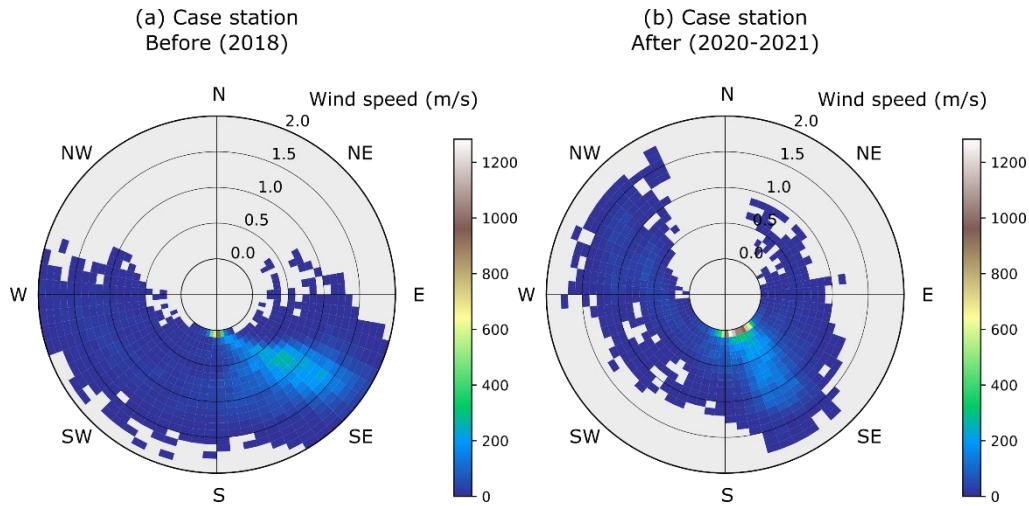 (a) Case station
Before (2018)
Wind speed (m/s)
N
NE
E
SE
S
SW
W
NW
2.0
1.5
1.0
0.5
0.0
1200
1000
800
600
400
200
0
(b) Case station
After (2020-2021)
Wind speed (m/s)
N
NE
E
SE
S
SW
W
NW
2.0
1.5
1.0
0.5
0.0
1200
1000
800
600
400
200
0